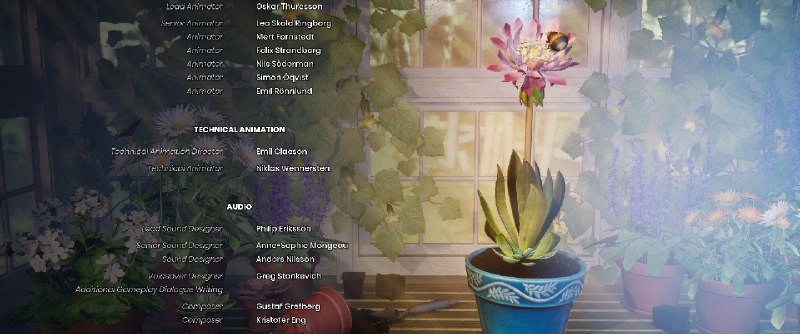 Lead Animator Oskar Thuresson
Senior Animator Lea Skold Ringborg
Animator Mert Fornstedt
Animator Felix Strandberg
Animator Nils Söderman
Animator Simon Öqvist
Animator Emil Rönnlund
TECHNICAL ANIMATION
Technical Animation Director Emil Claeson
Technical Animator Niklas Wennersten
AUDIO
Lead Sound Designer Philip Eriksson
Senior Sound Designer Anne-Sophie Mongeau
Sound Designer Anders Nilsson
Voiceover Designer Greg Stankevich
Additional Gameplay Dialogue Writing
Composer Gustaf Grefberg
Composer Kristofer Eng